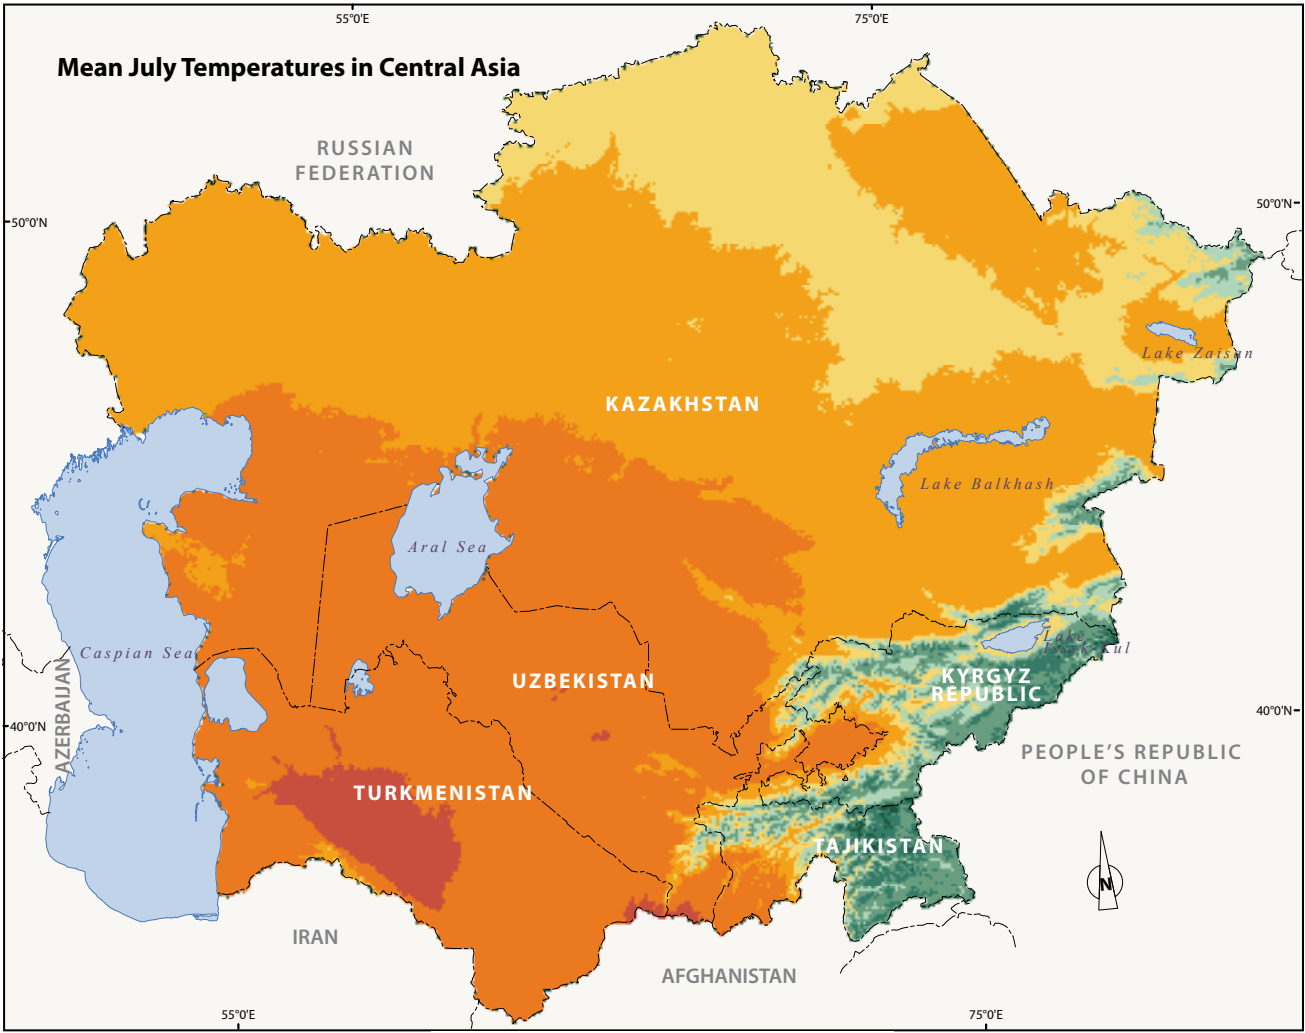 55°0'E
75°0'E
Mean July Temperatures in Central Asia
RUSSIAN
FEDERATION
50°0'N
50°0'N
Lake Zaisan
KAZAKHSTAN
Lake Balkhash
Aral Sea
Caspian Sea
Lake
Issyk Kul
AZERBAIJAN
UZBEKISTAN
KYRGYZ
REPUBLIC
40°0'N
40°0'N
PEOPLE'S REPUBLIC
OF CHINA
TURKMENISTAN
TAJIKISTAN
N
IRAN
AFGHANISTAN
55°0'E
75°0'E